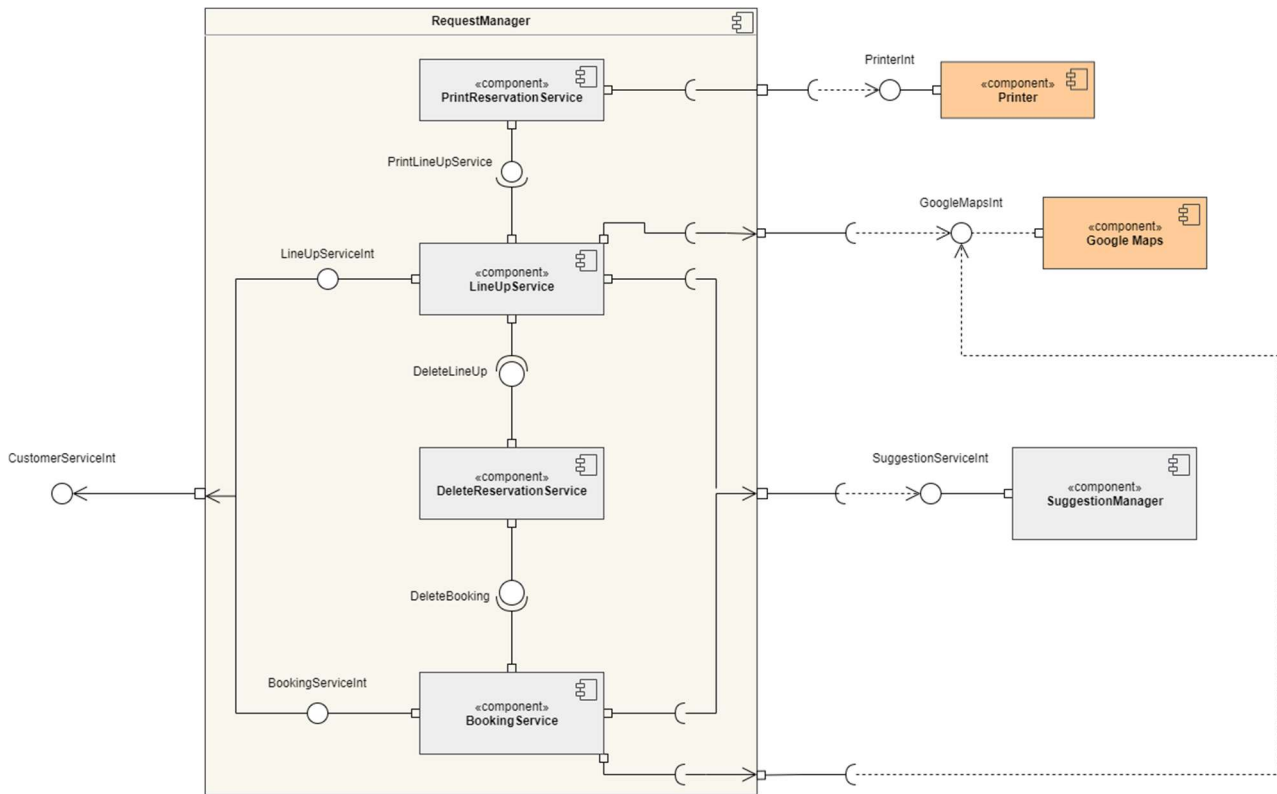 RequestManager
«component»
PrintReservationService
PrinterInt
«component»
Printer
PrintLineUpService
GoogleMapsInt
«component»
Google Maps
LineUpServiceInt
«component»
LineUpService
DeleteLineUp
CustomerServiceInt
«component»
DeleteReservationService
SuggestionServiceInt
«component»
SuggestionManager
DeleteBooking
BookingServiceInt
«component»
BookingService